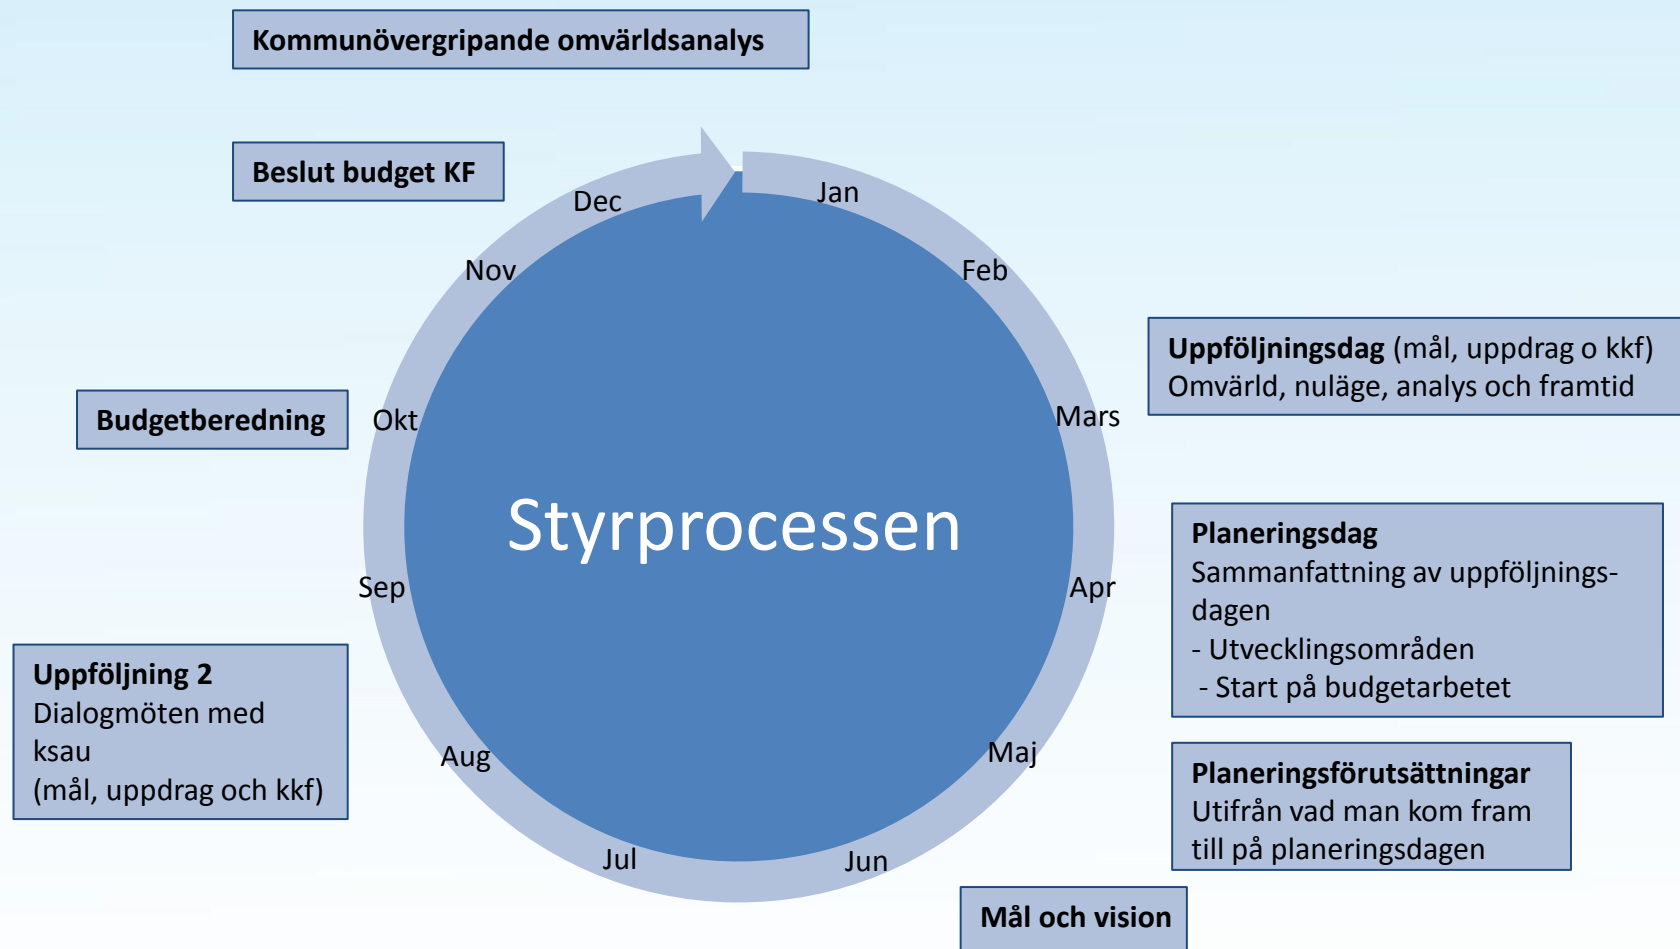 Kommunövergripande omvärldsanalys
Beslut budget KF
Dec
Jan
Nov
Feb
Uppföljningsdag (mål, uppdrag o kkf)
Omvärld, nuläge, analys och framtid
Budgetberedning
Okt
Mars
Styrprocessen
Planeringsdag
Sammanfattning av uppföljnings-
dagen
- Utvecklingsområden
- Start på budgetarbetet
Sep
Apr
Uppföljning 2
Dialogmöten med
ksau
(mål, uppdrag och kkf)
Aug
Maj
Planeringsförutsättningar
Utifrån vad man kom fram
till på planeringsdagen
Jul
Jun
Mål och vision